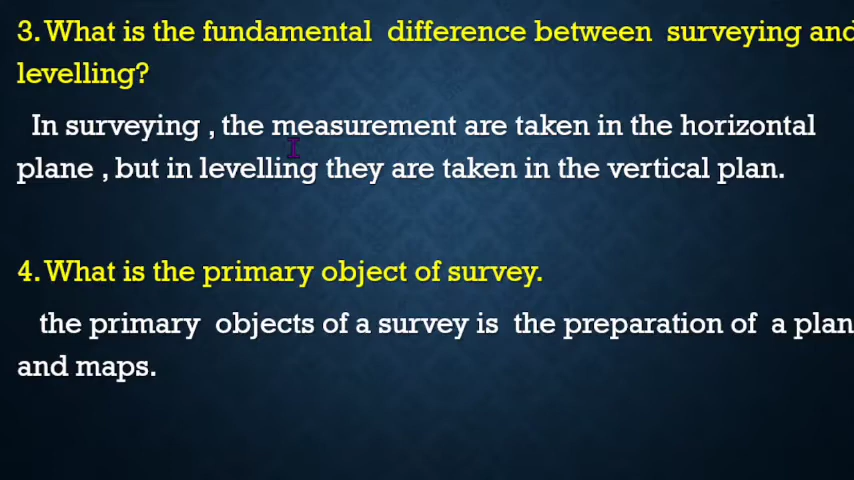 3. What is the fundamental difference between surveying and
levelling?
In surveying , the measurement are taken in the horizontal
plane , but in levelling they are taken in the vertical plan.
4. What is the primary object of survey.
the primary objects of a survey is the preparation of a plan
and maps.